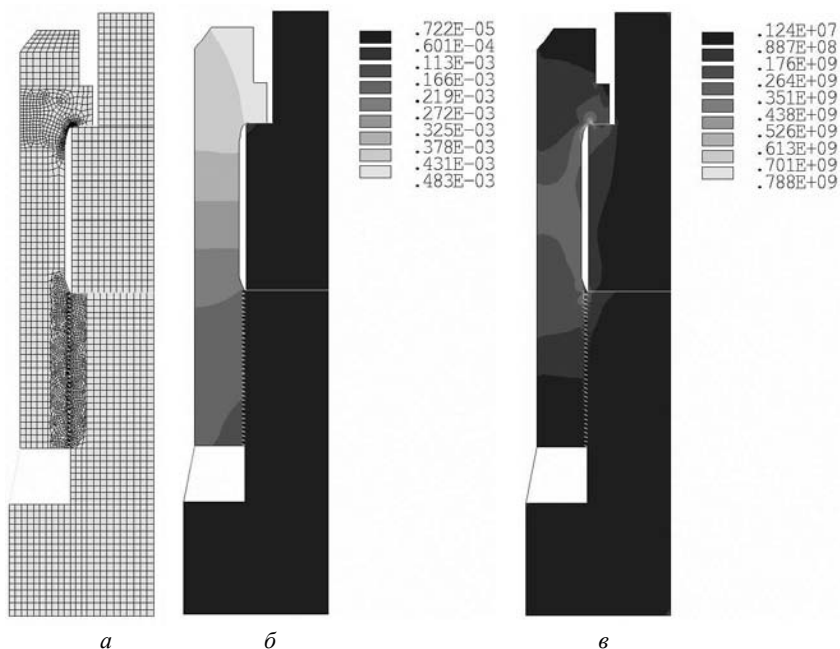 .722E-05
.601E-04
.113E-03
.166E-03
.219E-03
.272E-03
.325E-03
.378E-03
.431E-03
.483E-03
.124E+07
.887E+08
.176E+09
.264E+09
.351E+09
.438E+09
.526E+09
.613E+09
.701E+09
.788E+09
а
б
в